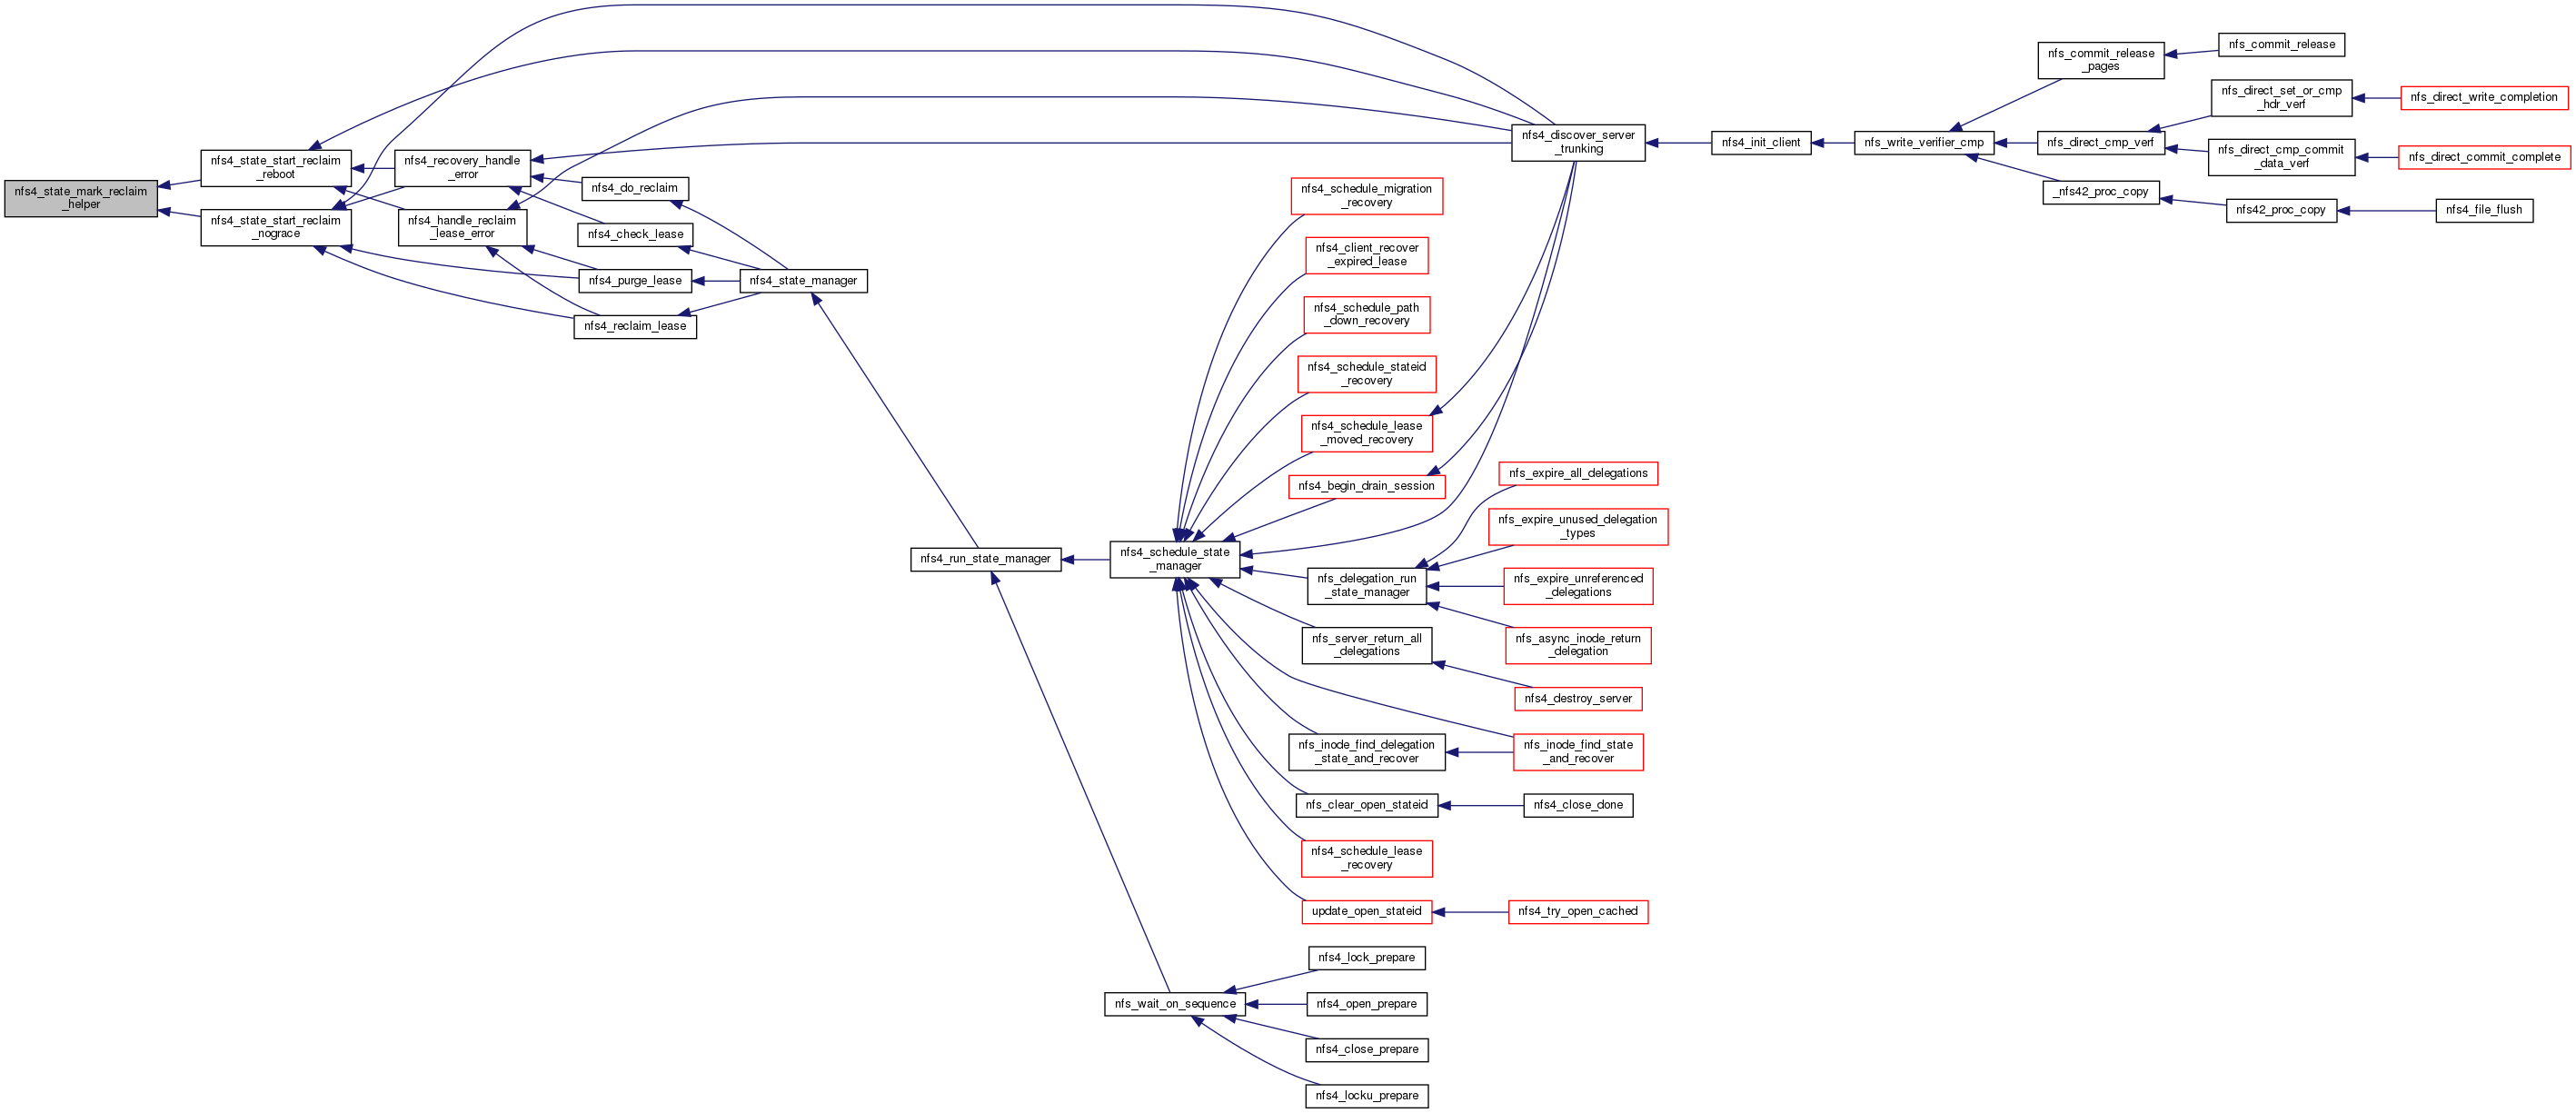 nfs4_state_mark_reclaim
_helper
nfs4_state_start_reclaim
_reboot
nfs4_state_start_reclaim
_nograce
nfs4_recovery_handle
_error
nfs4_handle_reclaim
_lease_error
nfs4_do_reclaim
nfs4_check_lease
nfs4_purge_lease
nfs4_reclaim_lease
nfs4_state_manager
nfs4_run_state_manager
nfs4_schedule_state
_manager
nfs_wait_on_sequence
nfs4_schedule_migration
_recovery
nfs4_client_recover
_expired_lease
nfs4_schedule_path
_down_recovery
nfs4_schedule_stateid
_recovery
nfs4_schedule_lease
_moved_recovery
nfs4_begin_drain_session
nfs_delegation_run
_state_manager
nfs_server_return_all
_delegations
nfs_inode_find_delegation
_state_and_recover
nfs_clear_open_stateid
nfs4_schedule_lease
_recovery
update_open_stateid
nfs4_lock_prepare
nfs4_open_prepare
nfs4_close_prepare
nfs4_locku_prepare
nfs4_discover_server
_trunking
nfs_expire_all_delegations
nfs_expire_unused_delegation
_types
nfs_expire_unreferenced
_delegations
nfs_async_inode_return
_delegation
nfs4_destroy_server
nfs_inode_find_state
_and_recover
nfs4_close_done
nfs4_try_open_cached
nfs4_init_client
nfs_write_verifier_cmp
nfs_commit_release
_pages
nfs_direct_cmp_verf
_nfs42_proc_copy
nfs_commit_release
nfs_direct_set_or_cmp
_hdr_verf
nfs_direct_cmp_commit
_data_verf
nfs42_proc_copy
nfs_direct_write_completion
nfs_direct_commit_complete
nfs4_file_flush